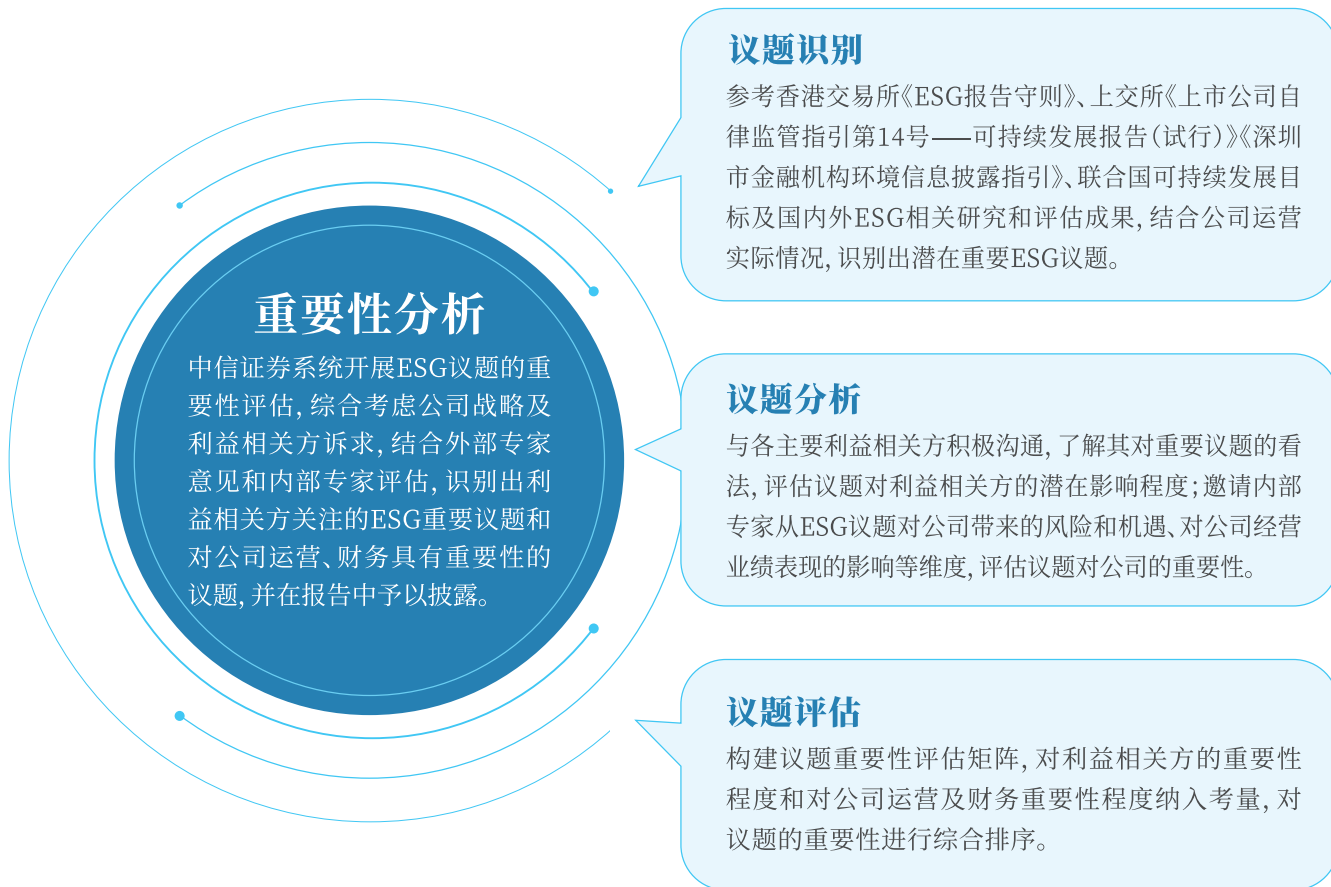 重要性分析
中信证券系统开展ESG议题的重
要性评估, 综合考虑公司战略及
利益相关方诉求, 结合外部专家
意见和内部专家评估, 识别出利
益相关方关注的ESG重要议题和
对公司运营、财务具有重要性的
议题, 并在报告中予以披露。
议题识别
参考香港交易所《ESG报告守则》、上交所《上市公司自
律监管指引第14号——可持续发展报告(试行)》《深圳
市金融机构环境信息披露指引》、联合国可持续发展目
标及国内外ESG相关研究和评估成果, 结合公司运营
实际情况, 识别出潜在重要ESG议题。
议题分析
与各主要利益相关方积极沟通, 了解其对重要议题的看
法, 评估议题对利益相关方的潜在影响程度; 邀请内部
专家从ESG议题对公司带来的风险和机遇、对公司经营
业绩表现的影响等维度, 评估议题对公司的重要性。
议题评估
构建议题重要性评估矩阵, 对利益相关方的重要性
程度和对公司运营及财务重要性程度纳入考量, 对
议题的重要性进行综合排序。